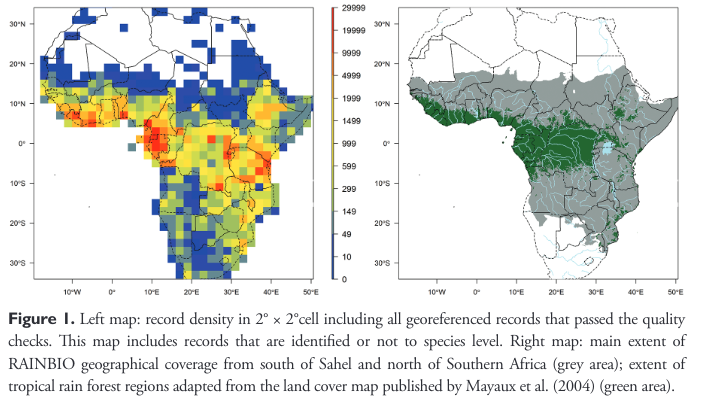 30°N
20°N
10°N
0°
10°S
20°S
30°S
10°W 0° 10°E 20°E 30°E 40°E 50°E
29999
19999
9999
4999
1999
1499
999
599
299
149
49
10
0
30°N
20°N
10°N
0°
10°S
20°S
30°S
10°W 0° 10°E 20°E 30°E 40°E 50°E
Figure 1. Left map: record density in 2° × 2°cell including all georeferenced records that passed the quality
checks. This map includes records that are identified or not to species level. Right map: main extent of
RAINBIO geographical coverage from south of Sahel and north of Southern Africa (grey area); extent of
tropical rain forest regions adapted from the land cover map published by Mayaux et al. (2004) (green area).